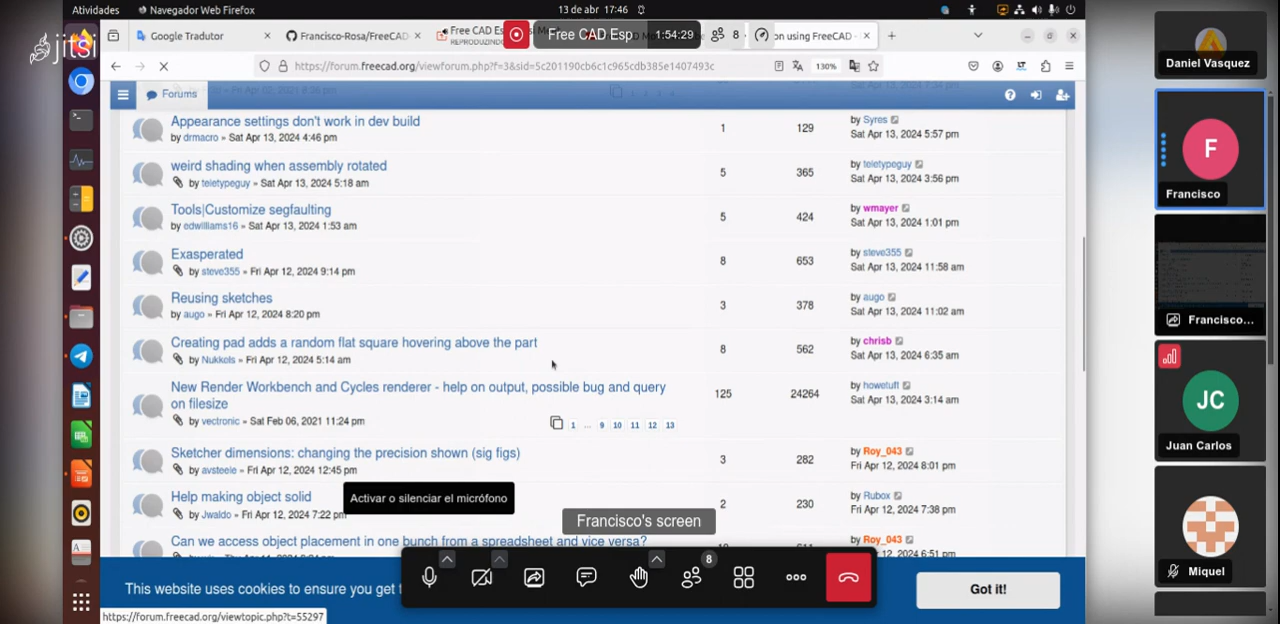 Atividades
Navegador Web Firefox
13 de abr 17:46
jitsi
Google Tradutor
Francisco-Rosa/FreeCAD-
Free CAD Es
REPRODUZIND
Free CAD Esp
1:54:29
8
on using FreeCAD -
https://forum.freecad.org/viewforum.php?f=3&sid=5c201190cb6c1c965cdb385e1407493c
130%
Forums
Appearance settings don't work in dev build
by drmacro » Sat Apr 13, 2024 4:46 pm
1
129
by Syres
Sat Apr 13, 2024 5:57 pm
weird shading when assembly rotated
by teletypeguy » Sat Apr 13, 2024 5:18 am
5
365
by teletypeguy
Sat Apr 13, 2024 3:56 pm
Tools|Customize segfaulting
by edwilliams16 » Sat Apr 13, 2024 1:53 am
5
424
by wmayer
Sat Apr 13, 2024 1:01 pm
Exasperated
by steve355 » Fri Apr 12, 2024 9:14 pm
8
653
by steve355
Sat Apr 13, 2024 11:58 am
Reusing sketches
by augo » Fri Apr 12, 2024 8:20 pm
3
378
by augo
Sat Apr 13, 2024 11:02 am
Creating pad adds a random flat square hovering above the part
by Nukkels » Fri Apr 12, 2024 5:14 am
8
562
by chrisb
Sat Apr 13, 2024 6:35 am
New Render Workbench and Cycles renderer - help on output, possible bug and query
on filesize
by vectronic » Sat Feb 06, 2021 11:24 pm
1 ... 9 10 11 12 13
125
24264
by howetuft
Sat Apr 13, 2024 3:14 am
Sketcher dimensions: changing the precision shown (sig figs)
by avsteele » Fri Apr 12, 2024 12:45 pm
3
282
by Roy_043
Fri Apr 12, 2024 8:01 pm
Help making object solid
by Jwaldo » Fri Apr 12, 2024 7:22 pm
2
230
by Rubox
Fri Apr 12, 2024 7:38 pm
Activar o silenciar el micrófono
Francisco's screen
Can we access object placement in one bunch from a spreadsheet and vice versa?
by Roy_043
6:51 pm
This website uses cookies to ensure you get
8
Got it!
https://forum.freecad.org/viewtopic.php?t=55297
Daniel Vasquez
F
Francisco
Francisco...
JC
Juan Carlos
Miquel